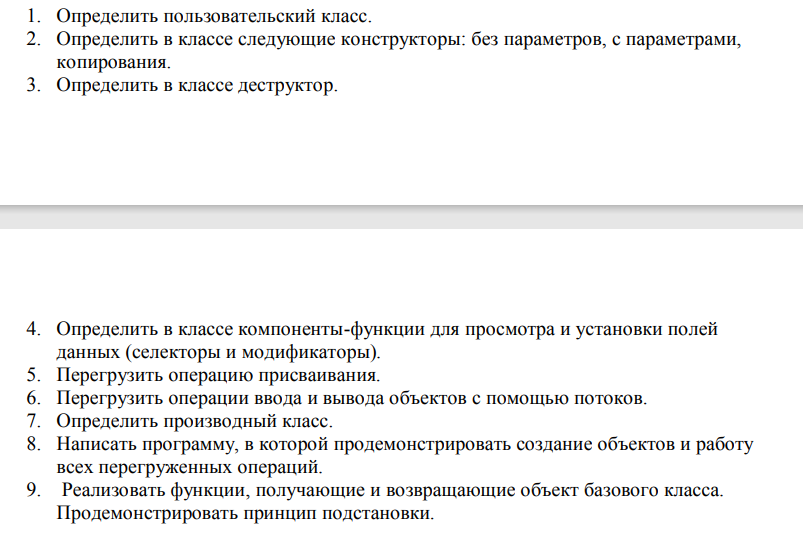 1. Определить пользовательский класс.
2. Определить в классе следующие конструкторы: без параметров, с параметрами,
копирования.
3. Определить в классе деструктор.
4. Определить в классе компоненты-функции для просмотра и установки полей
данных (селекторы и модификаторы).
5. Перегрузить операцию присваивания.
6. Перегрузить операции ввода и вывода объектов с помощью потоков.
7. Определить производный класс.
8. Написать программу, в которой продемонстрировать создание объектов и работу
всех перегруженных операций.
9. Реализовать функции, получающие и возвращающие объект базового класса.
Продемонстрировать принцип подстановки.